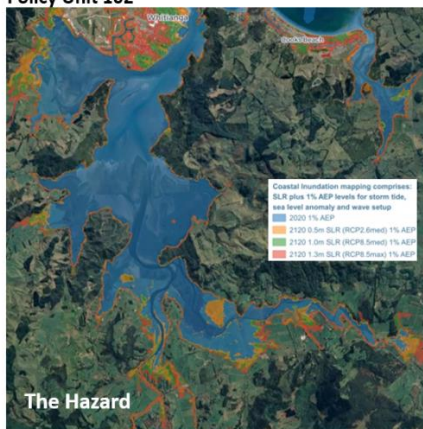 Policy Unit 102
Whitianga
Cooks Beach
Coastal Inundation mapping comprises:
SLR plus 1% AEP levels for storm tide,
sea level anomaly and wave setup
2020 1% AEP
2120 0.5m SLR (RCP2.6med) 1% AEP
2120 1.0m SLR (RCP8.5med) 1% AEP
2120 1.3m SLR (RCP8.5max) 1% AEP
The Hazard